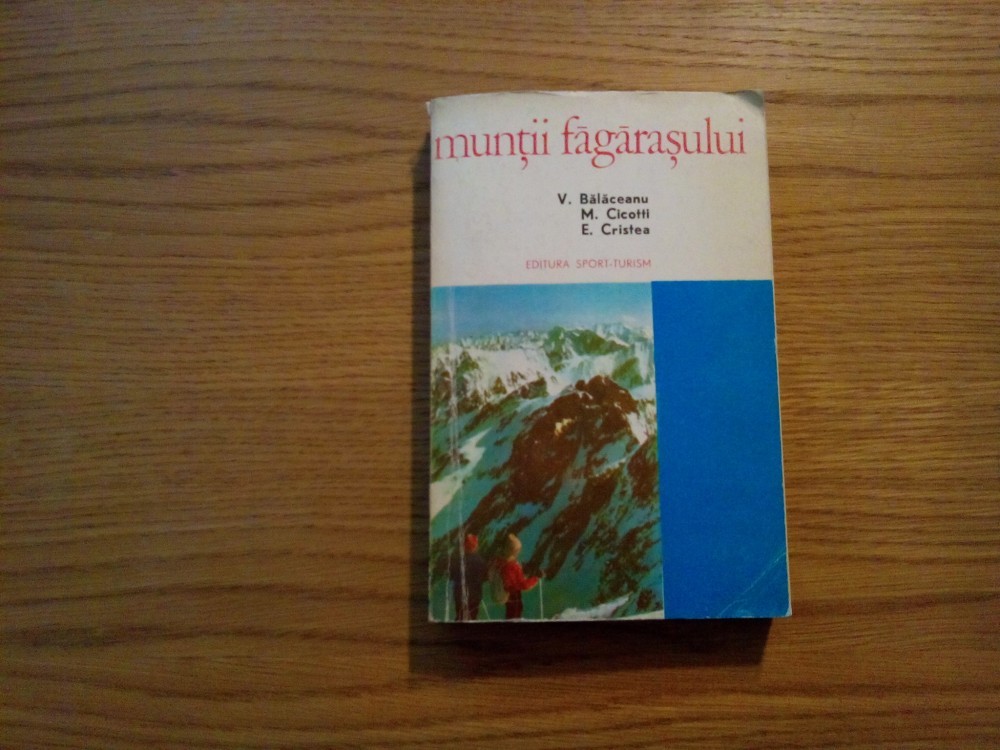 munții făgărașului
V. Bălăceanu
M. Cicotti
E. Cristea
EDITURA SPORT-TURISM